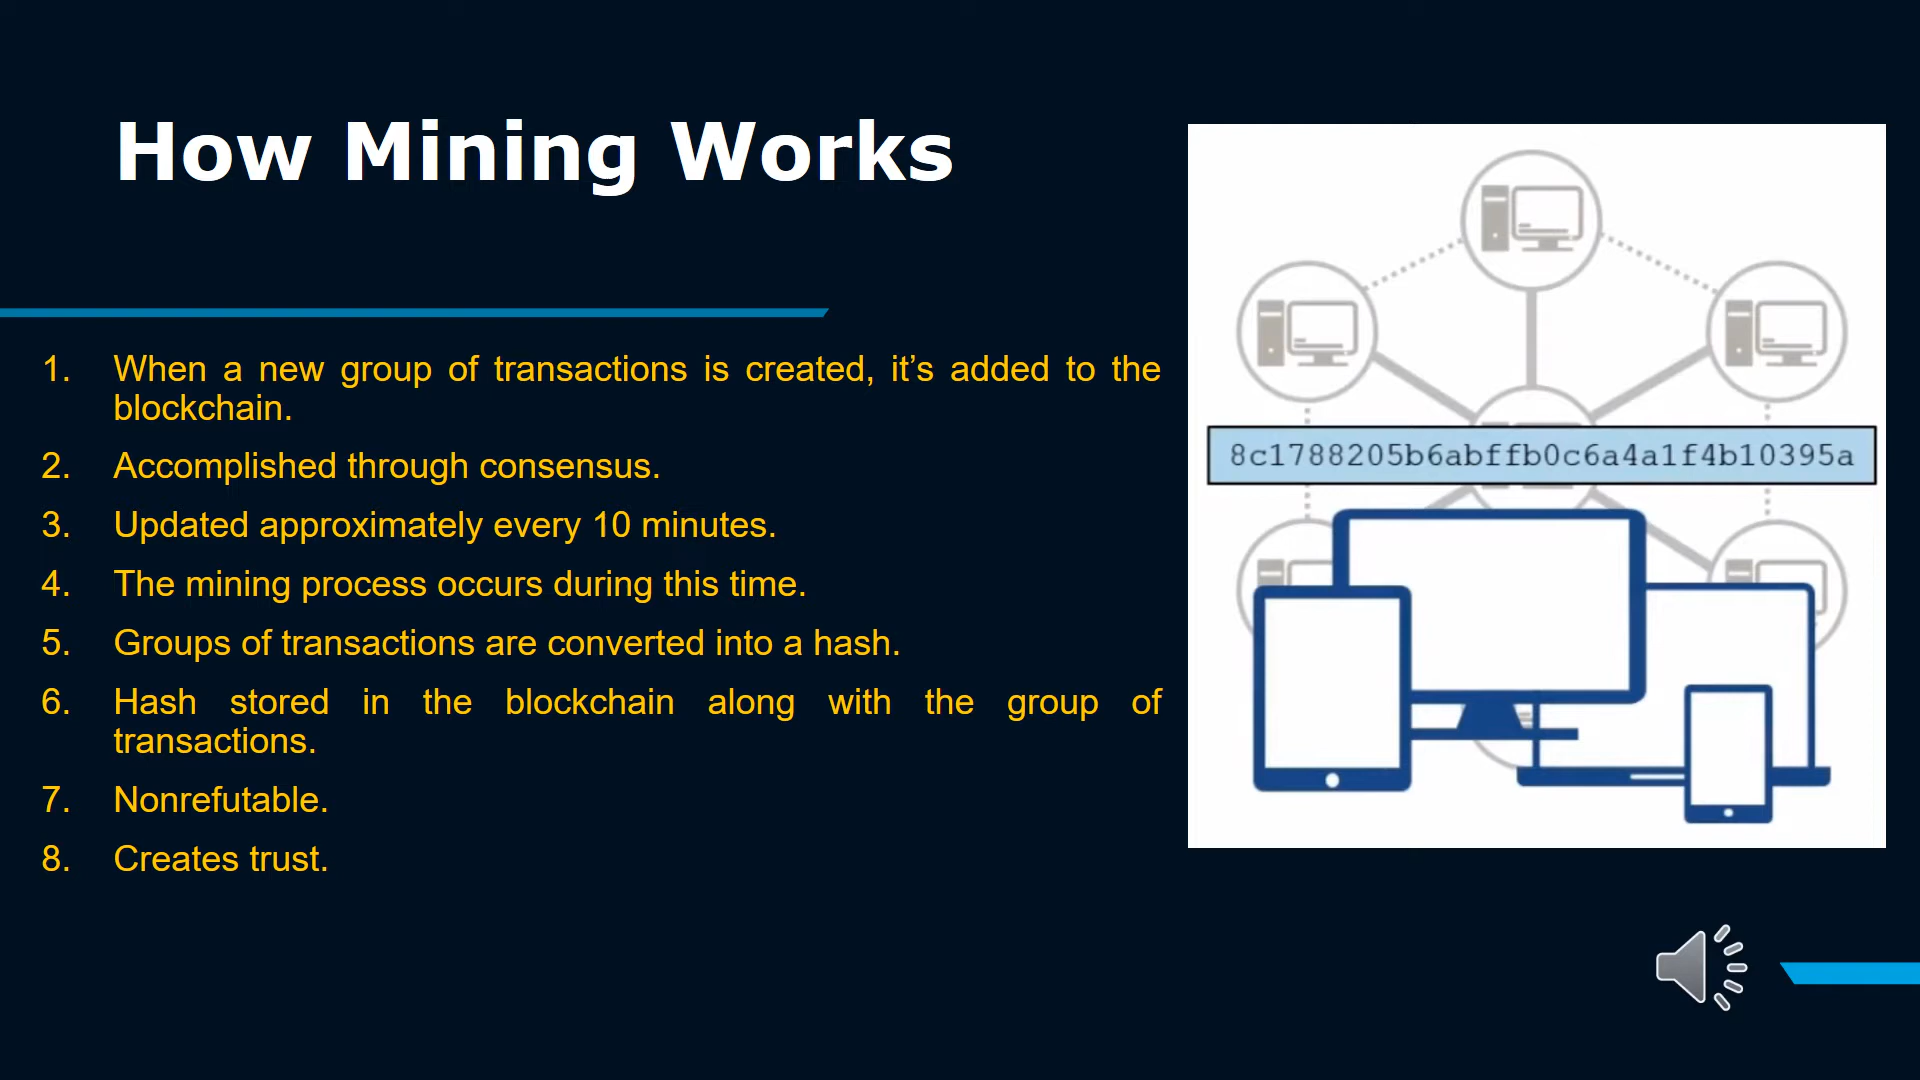 How Mining Works
1. When a new group of transactions is created, it’s added to the
blockchain.
2. Accomplished through consensus.
3. Updated approximately every 10 minutes.
4. The mining process occurs during this time.
5. Groups of transactions are converted into a hash.
6. Hash stored in the blockchain along with the group of
transactions.
7. Nonrefutable.
8. Creates trust.
8c1788205b6abffb0c6a4a1f4b10395a